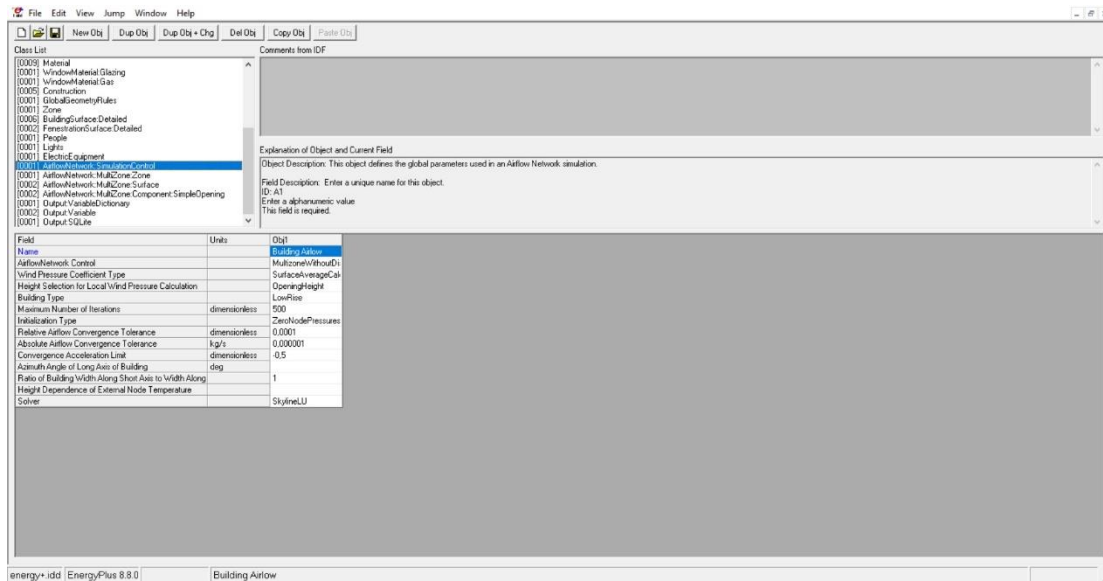 File Edit View Jump Window Help
New Obj Dup Obj Dup Obj + Chg Del Obj Copy Obj Paste Obj
Class List
Comments from IDF
[0009] Material
[0001] WindowMaterial:Glazing
[0001] WindowMaterial:Gas
[0005] Construction
[0001] GlobalGeometryRules
[0001] Zone
[0006] BuildingSurface:Detailed
[0002] FenestrationSurface:Detailed
[0001] People
[0001] Lights
[0001] ElectricEquipment
[0001] AirflowNetwork:SimulationControl
[0001] AirflowNetwork:MultiZone:Zone
[0002] AirflowNetwork:MultiZone:Surface
[0002] AirflowNetwork:MultiZone:Component:SimpleOpening
[0001] Output:VariableDictionary
[0002] Output:Variable
[0001] Output:SQLite
Explanation of Object and Current Field
Object Description: This object defines the global parameters used in an Airflow Network simulation.
Field Description: Enter a unique name for this object.
ID: A1
Enter a alphanumeric value
This field is required.
Field Units Obj1
Name Building Airlow
AirflowNetwork Control MultizoneWithoutDi
Wind Pressure Coefficient Type SurfaceAverageCal
Height Selection for Local Wind Pressure Calculation OpeningHeight
Building Type LowRise
Maximum Number of Iterations dimensionless 500
Initialization Type ZeroNodePressures
Relative Airflow Convergence Tolerance dimensionless 0,0001
Absolute Airflow Convergence Tolerance kg/s 0,000001
Convergence Acceleration Limit dimensionless -0,5
Azimuth Angle of Long Axis of Building deg
Ratio of Building Width Along Short Axis to Width Along 1
Height Dependence of External Node Temperature
Solver SkylineLU
energy+.idd EnergyPlus 8.8.0 Building Airlow